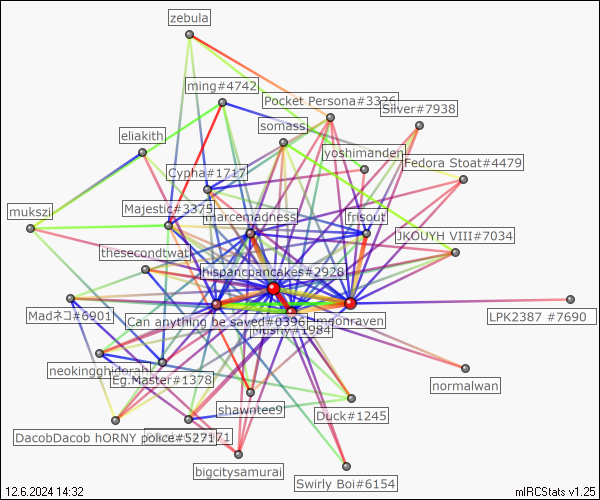 zebula
ming#4742
Pocket Persona#3326
Silver#7938
somass
eliakith
yoshimanden
Fedora Stoat#4479
Cypha#1717
mukszi
Majestic#3375
marcemadness
frisout
JKOUYH VIII#7034
thesecondtwat
hispancpancakes#2928
Madネコ#6901
Can anything be saved#0396
moonraven
#1984
LPK2387 #7690
neokingghidorah
Eg.Master#1378
normalwan
shawntee9
Duck#1245
DacobDacob hORNY police#5271
bigcitysamurai
Swirly Boi#6154
12.6.2024 14:32
mIRCStats v1.25